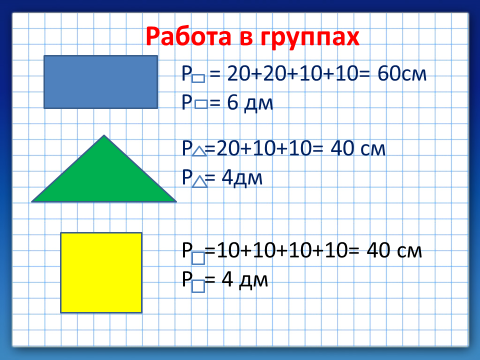 Работа в группах
P▭ = 20+20+10+10= 60см
P▭= 6 дм
P△=20+10+10= 40 см
P△= 4дм
P□=10+10+10+10= 40 см
P□= 4 дм